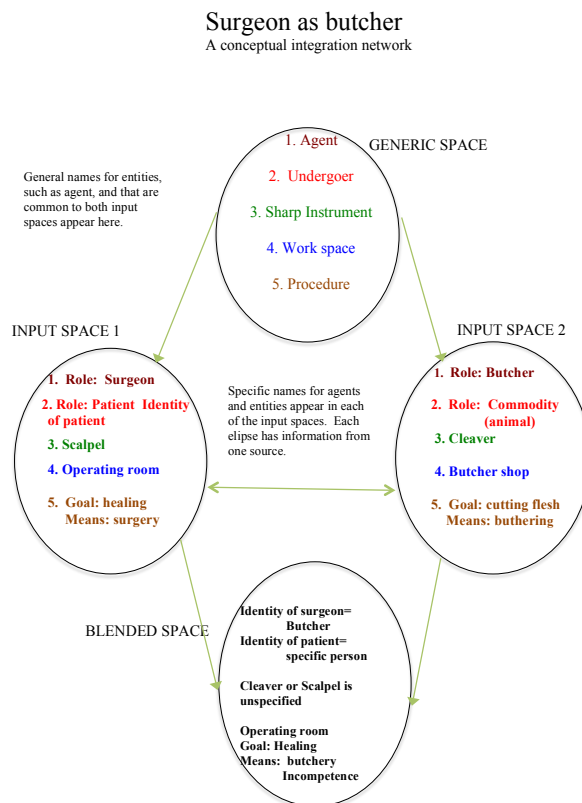 Surgeon as butcher
A conceptual integration network
GENERIC SPACE
1. Agent
2. Undergoer
3. Sharp Instrument
4. Work space
5. Procedure
General names for entities,
such as agent, and that are
common to both input
spaces appear here.
INPUT SPACE 1
1. Role: Surgeon
2. Role: Patient Identity
of patient
3. Scalpel
4. Operating room
5. Goal: healing
Means: surgery
Specific names for agents
and entities appear in each
of the input spaces. Each
elipse has information from
one source.
INPUT SPACE 2
1. Role: Butcher
2. Role: Commodity
(animal)
3. Cleaver
4. Butcher shop
5. Goal: cutting flesh
Means: buthering
BLENDED SPACE
Identity of surgeon=
Butcher
Identity of patient=
specific person
Cleaver or Scalpel is
unspecified
Operating room
Goal: Healing
Means: butchery
Incompetence